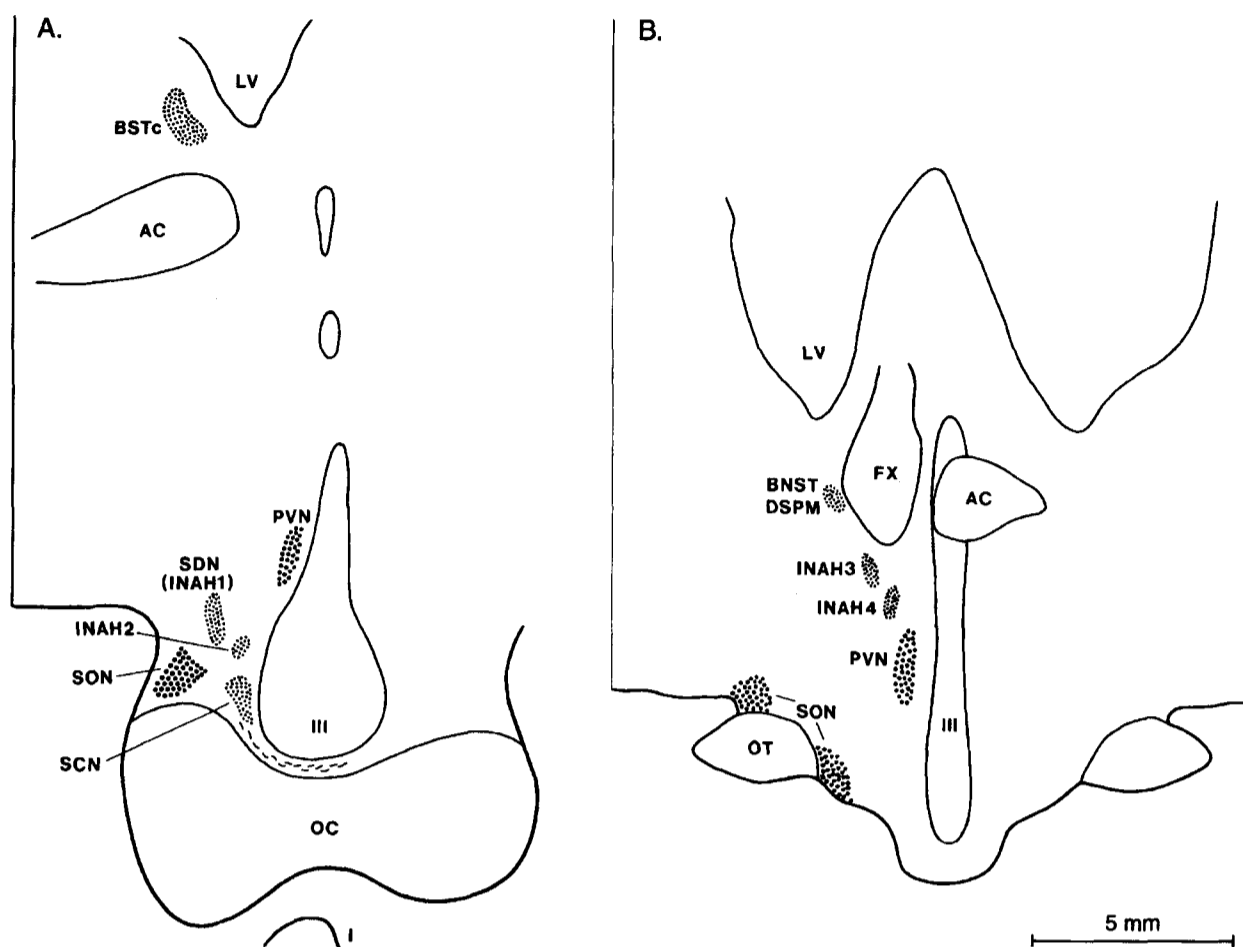 A.
LV
BSTc
AC
PVN
SDN
(INAH1)
INAH2
SON
III
SCN
OC
I
B.
LV
FX
BNST
DSPM
AC
INAH3
INAH4
PVN
SON
OT
III
5 mm